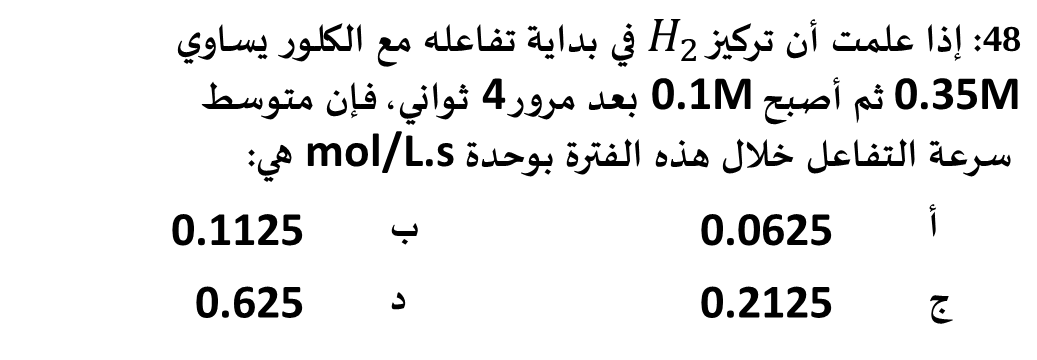 48: إذا علمت أن تركيز H₂ في بداية تفاعله مع الكلور يساوي
0.35M ثم أصبح 0.1M بعد مرور 4 ثواني، فإن متوسط
سرعة التفاعل خلال هذه الفترة بوحدة mol/L.s هي:
أ 0.0625 ب 0.1125
ج 0.2125 د 0.625